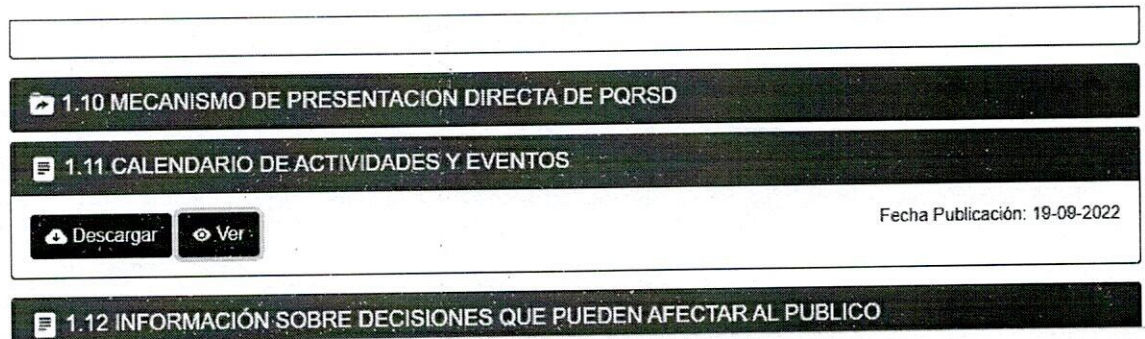 1.10 MECANISMO DE PRESENTACION DIRECTA DE PQRSD
1.11 CALENDARIO DE ACTIVIDADES Y EVENTOS
Descargar Ver Fecha Publicación: 19-09-2022
1.12 INFORMACIÓN SOBRE DECISIONES QUE PUEDEN AFECTAR AL PUBLICO